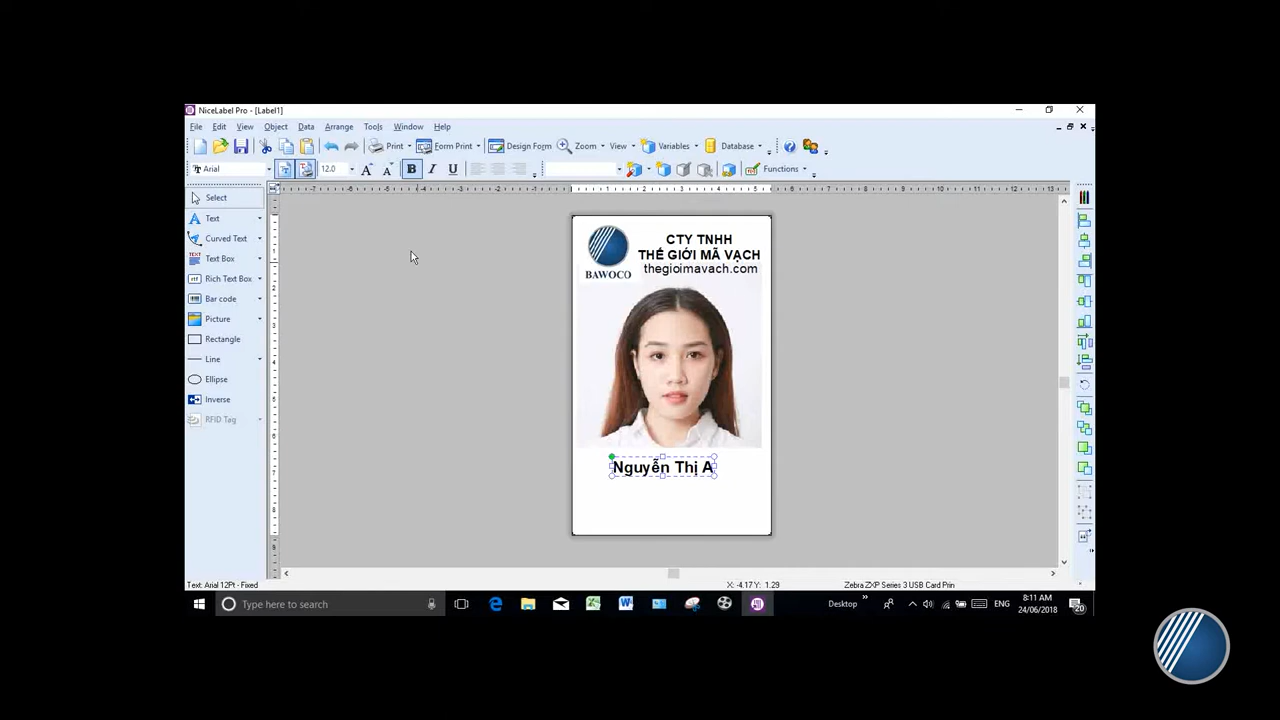 NiceLabel Pro - [Label1]
File Edit View Object Data Arrange Tools Window Help
Print Form Print Design Form Zoom View Variables Database
Arial 12.0 B I U Functions
Select
Text
Curved Text
Text Box
Rich Text Box
Bar code
Picture
Rectangle
Line
Ellipse
Inverse
RFID Tag
CTY TNHH
THẾ GIỚI MÃ VẠCH
thegioimavach.com
BAWOCO
Nguyễn Thị A
Text: Arial 12Pt - Fixed X: -4.17 Y: 1.29 Zebra ZXP Series 3 USB Card Prin
Type here to search Desktop ENG 8:11 AM
24/06/2018 20